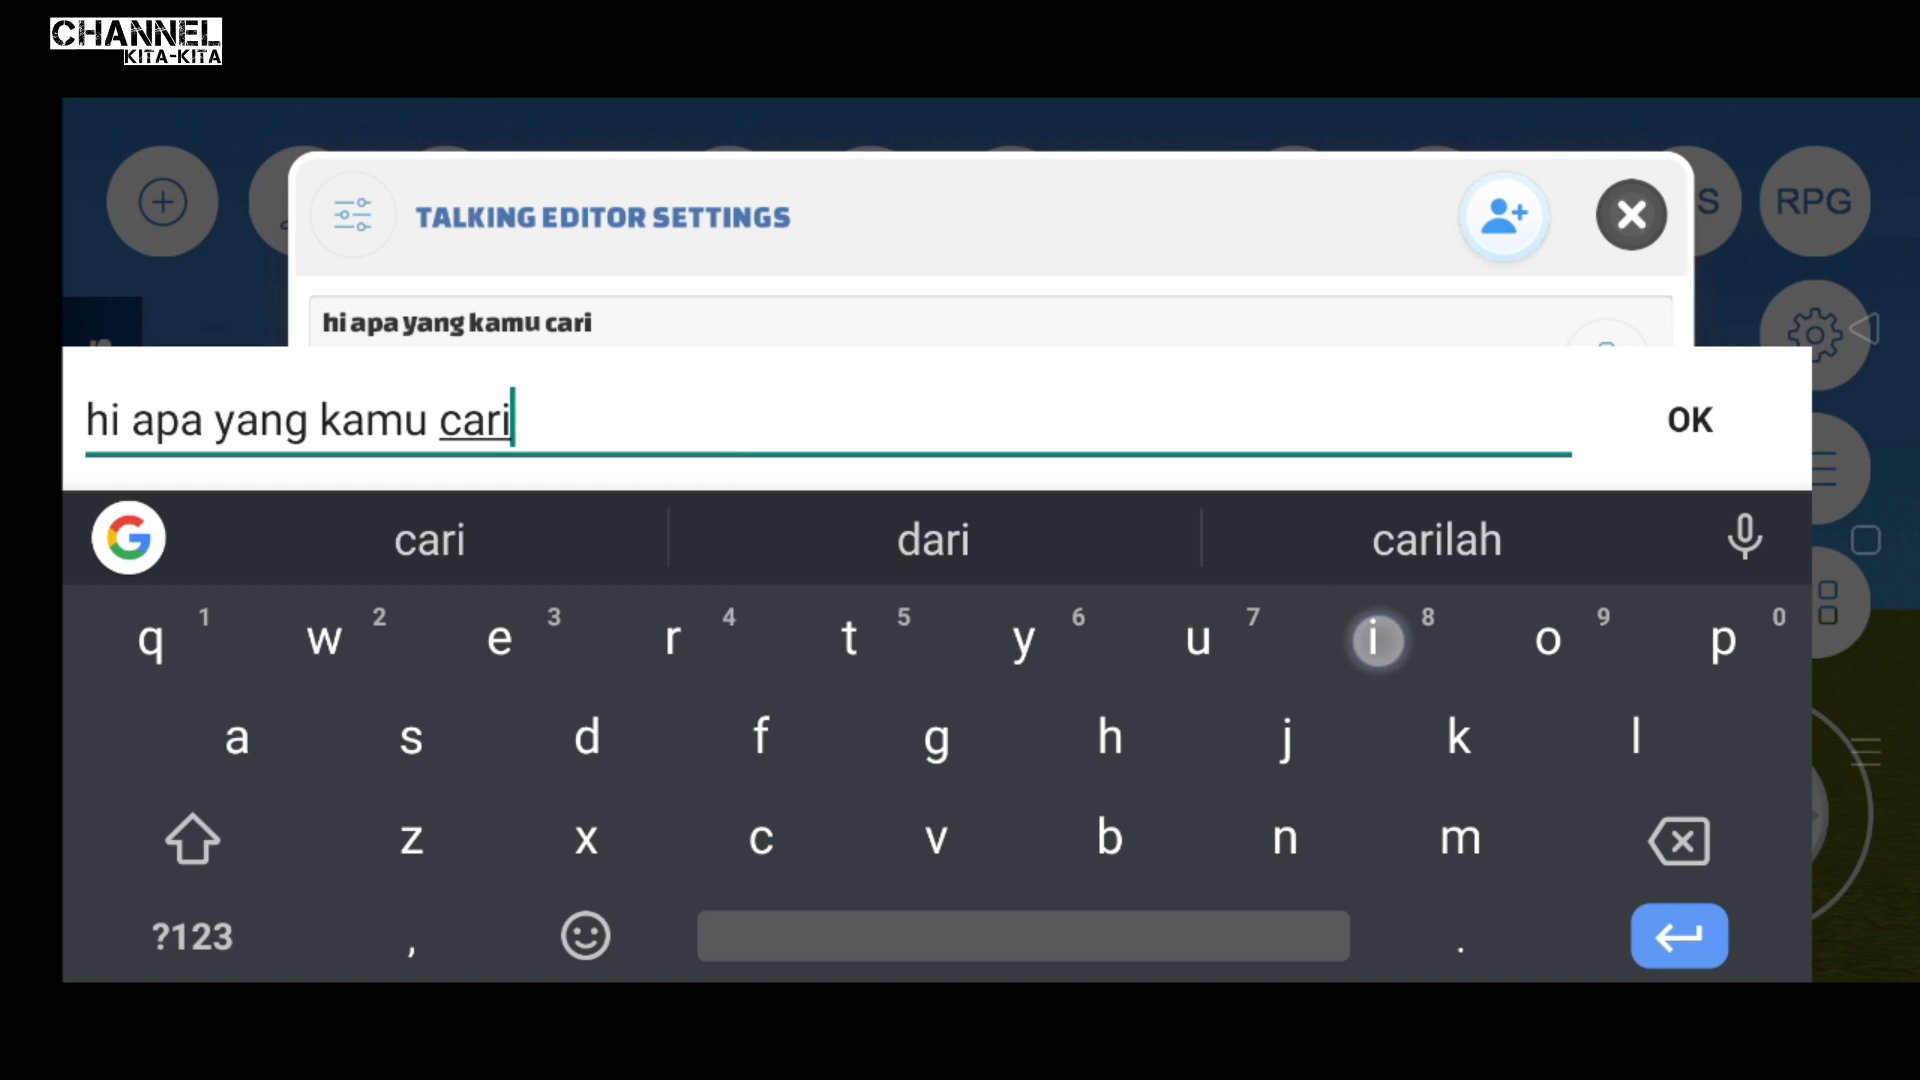 CHANNEL
KITA-KITA
S
RPG
TALKING EDITOR SETTINGS
hi apa yang kamu cari
hi apa yang kamu cari
OK
cari
dari
carilah
q 1 w 2 e 3 r 4 t 5 y 6 u 7 i 8 o 9 p 0
a s d f g h j k l
z x c v b n m
?123 , .